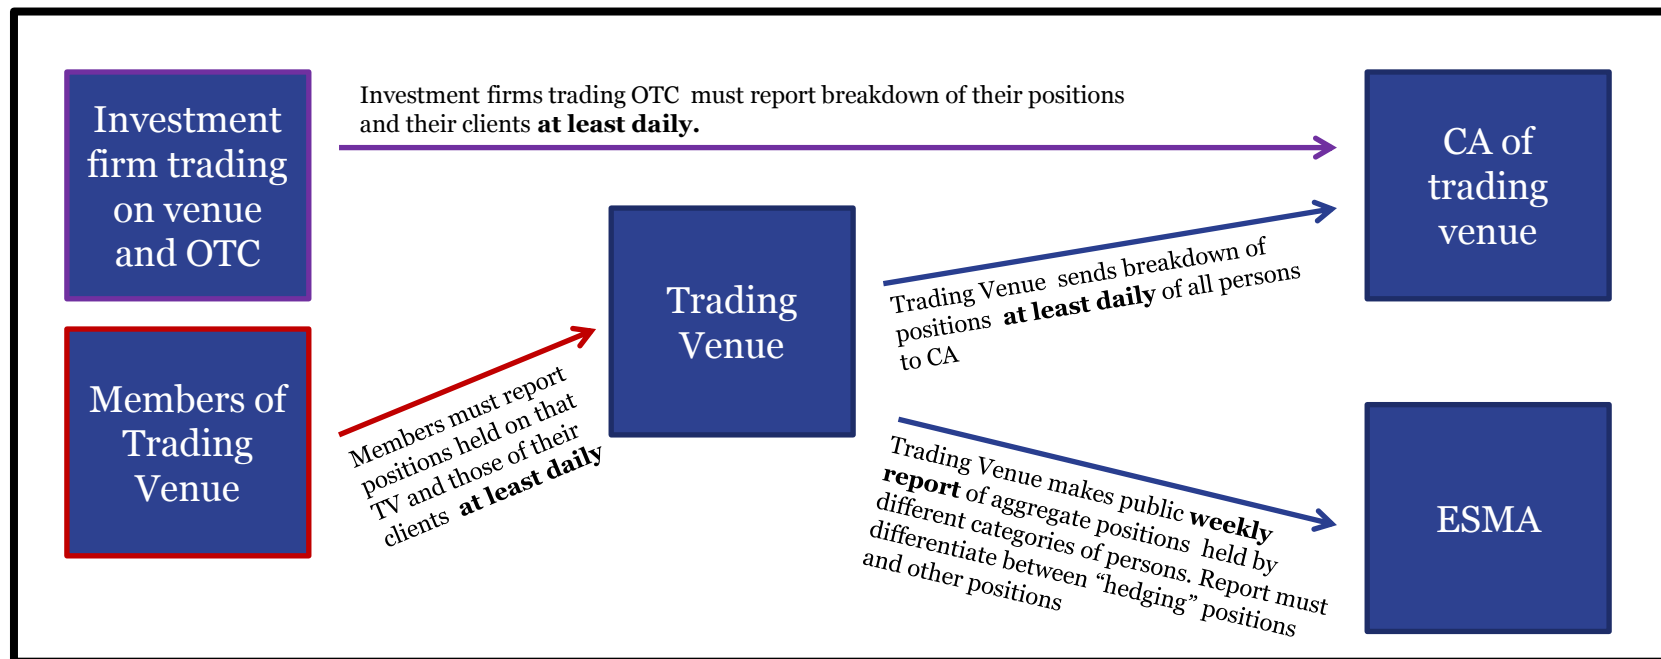 Investment
firm trading
on venue
and OTC
Investment firms trading OTC  must report breakdown of their positions
and their clients at least daily.
CA of
trading
venue
Trading
Venue
Trading Venue  sends breakdown of
positions  at least daily of all persons
to CA
Members of
Trading
Venue
Members must report
positions held on that
TV and those of their
clients  at least daily
Trading Venue makes public weekly
report of aggregate positions  held by
different categories of persons. Report must
differentiate between “hedging” positions
and other positions
ESMA